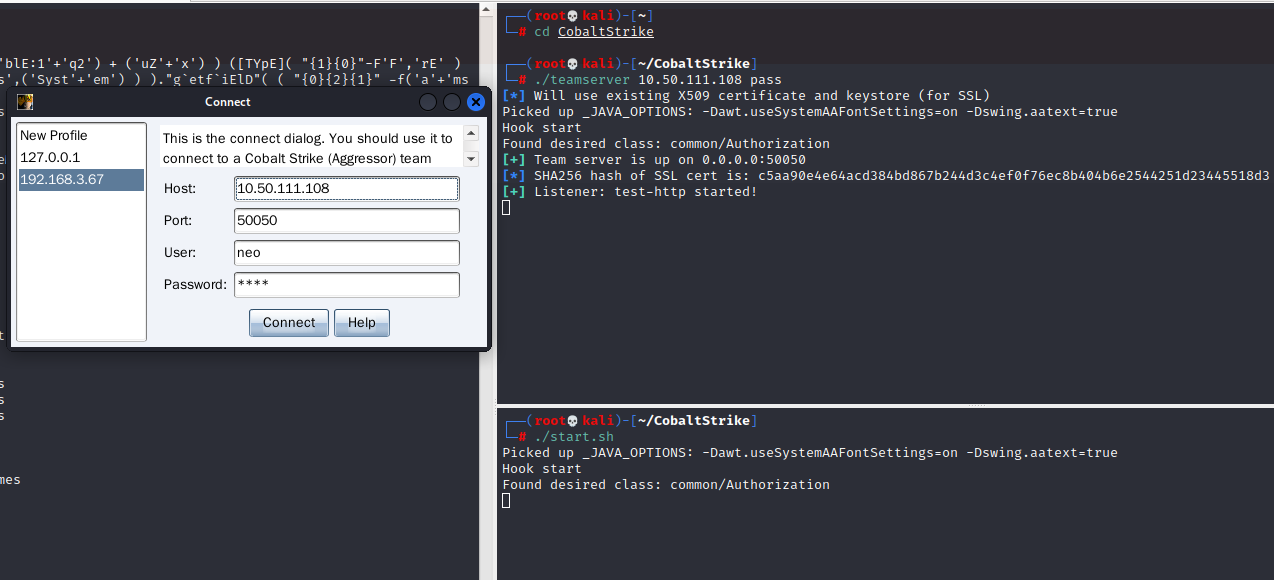 'blE:1'+'q2') + ('uZ'+'x') ) ([TYpE]( "{1}{0}"-F'F','rE' )
s',('Syst'+'em') ) )."g`etf`iElD"( ( "{0}{2}{1}" -f('a'+'ms
Connect
New Profile
127.0.0.1
192.168.3.67
This is the connect dialog. You should use it to
connect to a Cobalt Strike (Aggressor) team
Host: 10.50.111.108
Port: 50050
User: neo
Password: ****
Connect Help
s
t
s
s
s
mes
(root💀kali)-[~]
# cd CobaltStrike
(root💀kali)-[~/CobaltStrike]
# ./teamserver 10.50.111.108 pass
[*] Will use existing X509 certificate and keystore (for SSL)
Picked up _JAVA_OPTIONS: -Dawt.useSystemAAFontSettings=on -Dswing.aatext=true
Hook start
Found desired class: common/Authorization
[+] Team server is up on 0.0.0.0:50050
[*] SHA256 hash of SSL cert is: c5aa90e4e64acd384bd867b244d3c4ef0f76ec8b404b6e2544251d23445518d3
[+] Listener: test-http started!
(root💀kali)-[~/CobaltStrike]
# ./start.sh
Picked up _JAVA_OPTIONS: -Dawt.useSystemAAFontSettings=on -Dswing.aatext=true
Hook start
Found desired class: common/Authorization